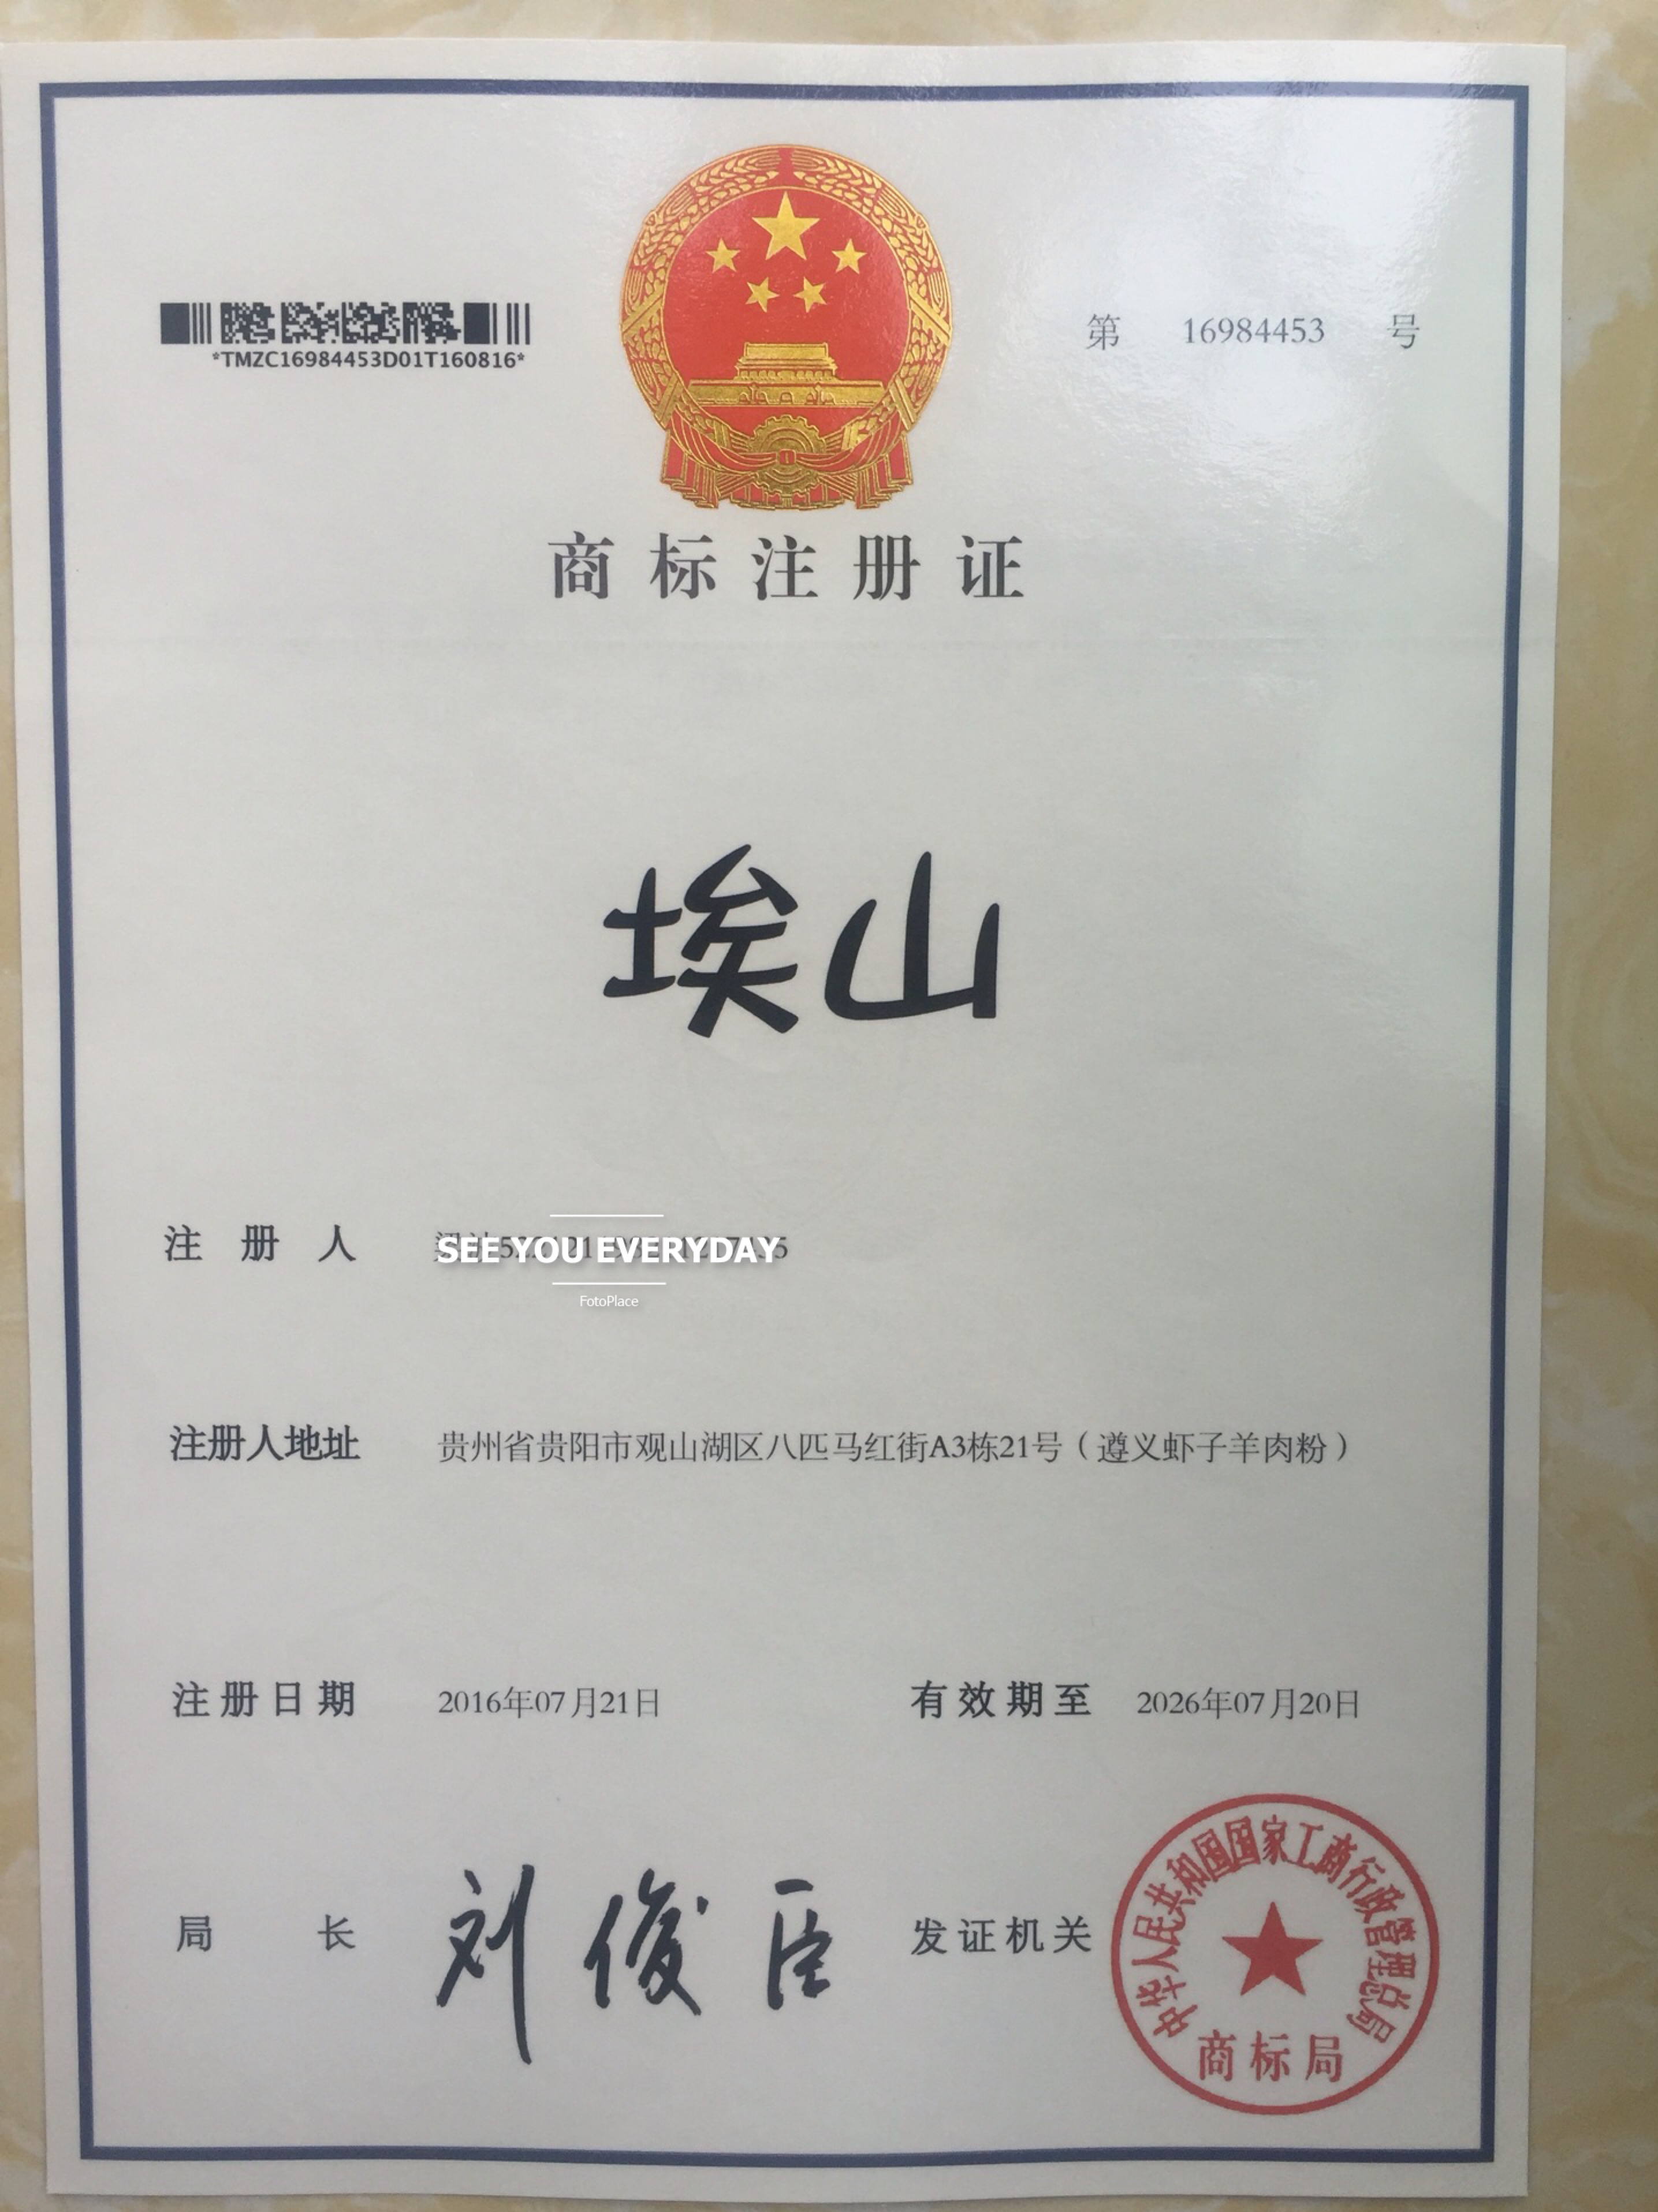 *TMZC16984453D01T160816*
第 16984453 号
商标注册证
埃山
注册人
SEE YOU EVERYDAY
FotoPlace
注册人地址 贵州省贵阳市观山湖区八匹马红街A3栋21号（遵义虾子羊肉粉）
注册日期 2016年07月21日 有效期至 2026年07月20日
局长 刘俊臣 发证机关
中华人民共和国国家工商行政管理总局
商标局